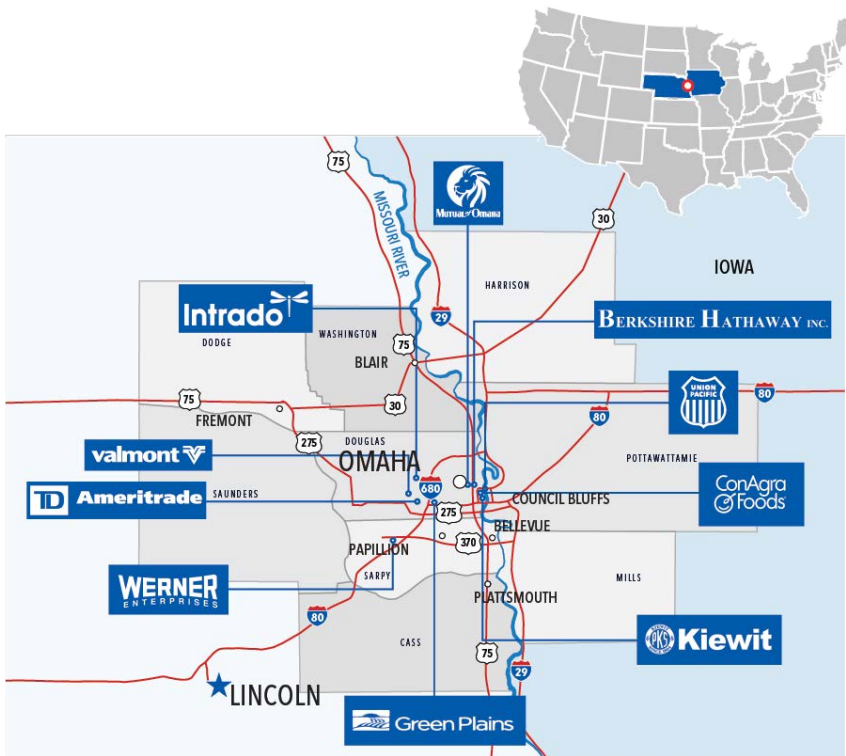 75
MISSOURI RIVER
Mutual of Omaha
30
IOWA
HARRISON
29
Intrado
BERKSHIRE HATHAWAY INC.
DODGE
WASHINGTON
75
BLAIR
UNION
PACIFIC
75
80
30
FREMONT
80
275
DOUGLAS
valmont
OMAHA
POTTAWATTAMIE
680
ConAgra
Foods
TD Ameritrade
SAUNDERS
COUNCIL BLUFFS
275
BELLEVUE
370
PAPILLION
WERNER
ENTERPRISES
SARPY
MILLS
PLATTSMOUTH
80
CASS
PKS
Kiewit
75
29
LINCOLN
Green Plains